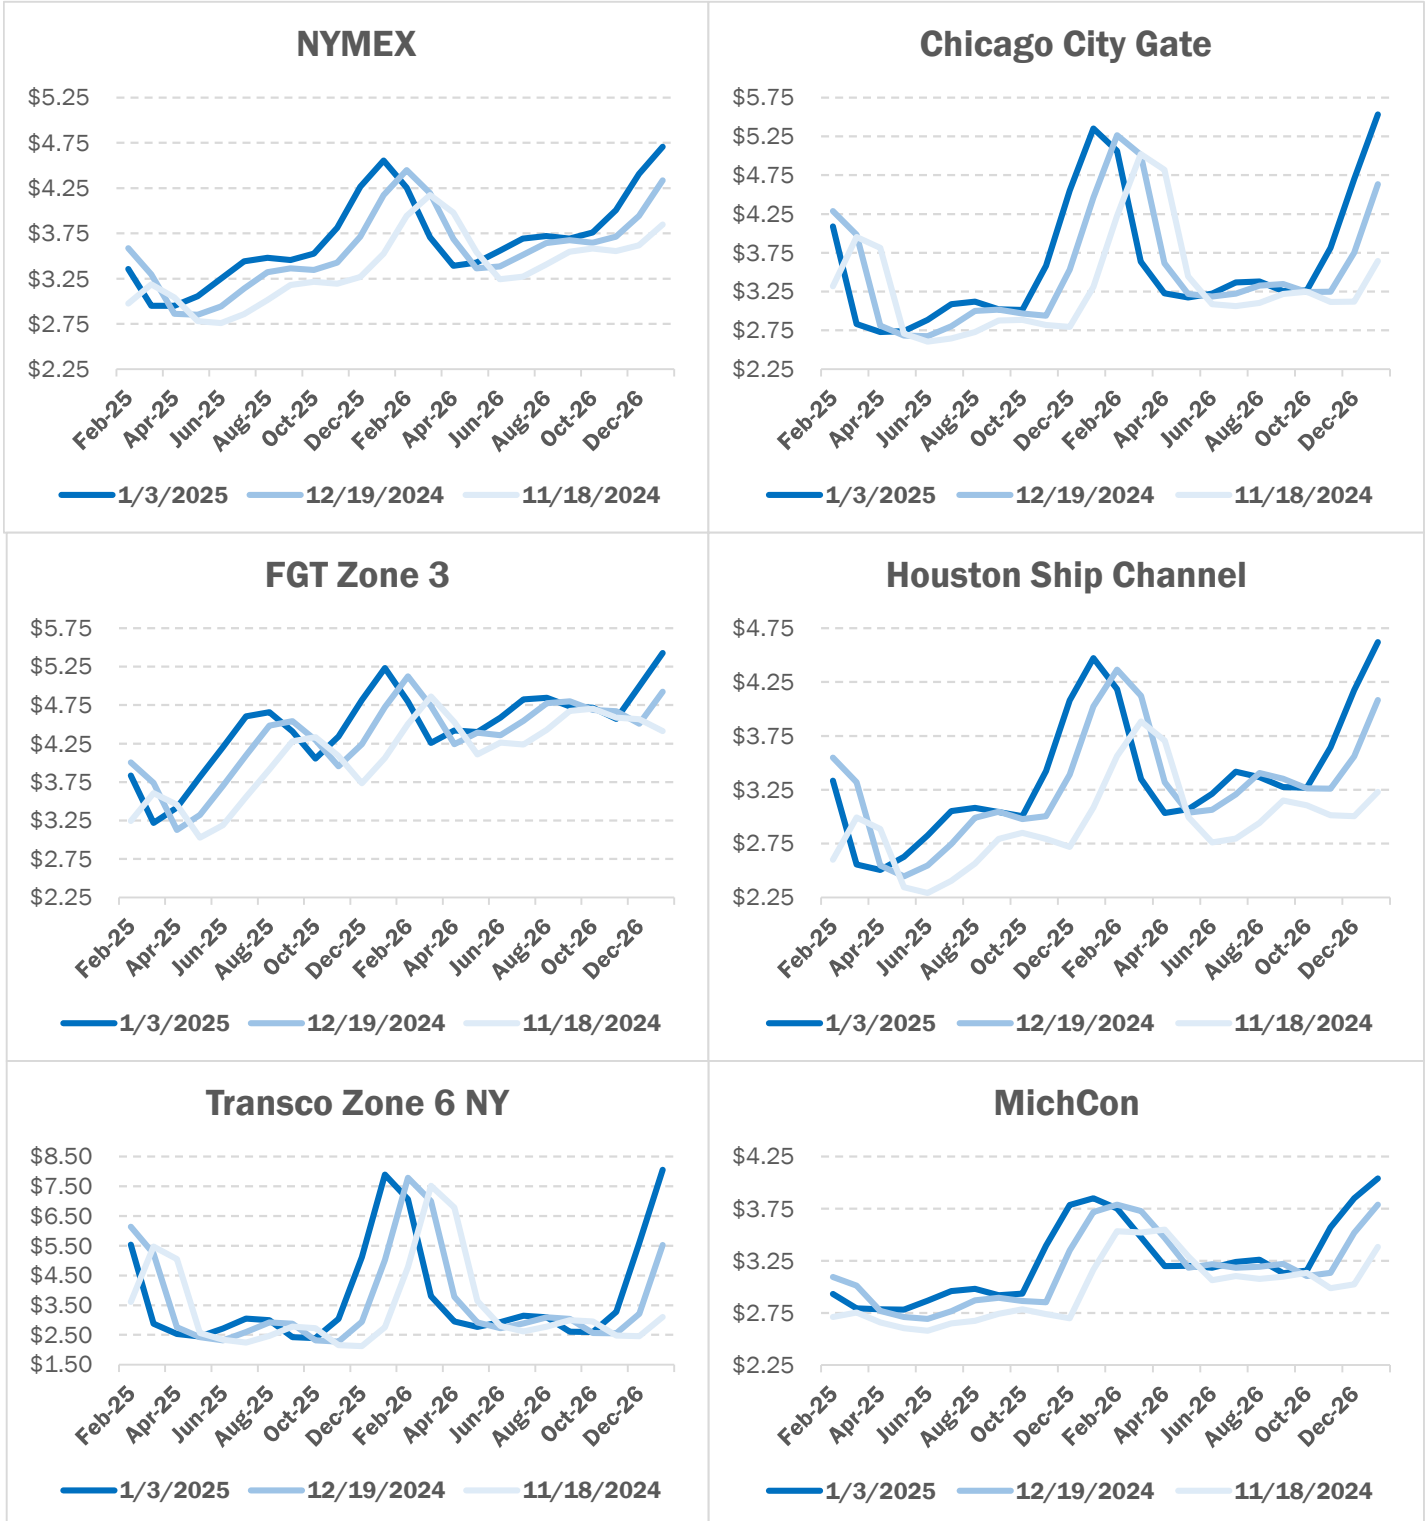 NYMEX
$5.25
$4.75
$4.25
$3.75
$3.25
$2.75
$2.25
Feb-25 Apr-25 Jun-25 Aug-25 Oct-25 Dec-25 Feb-26 Apr-26 Jun-26 Aug-26 Oct-26 Dec-26
1/3/2025 12/19/2024 11/18/2024
Chicago City Gate
$5.75
$5.25
$4.75
$4.25
$3.75
$3.25
$2.75
$2.25
Feb-25 Apr-25 Jun-25 Aug-25 Oct-25 Dec-25 Feb-26 Apr-26 Jun-26 Aug-26 Oct-26 Dec-26
1/3/2025 12/19/2024 11/18/2024
FGT Zone 3
$5.75
$5.25
$4.75
$4.25
$3.75
$3.25
$2.75
$2.25
Feb-25 Apr-25 Jun-25 Aug-25 Oct-25 Dec-25 Feb-26 Apr-26 Jun-26 Aug-26 Oct-26 Dec-26
1/3/2025 12/19/2024 11/18/2024
Houston Ship Channel
$4.75
$4.25
$3.75
$3.25
$2.75
$2.25
Feb-25 Apr-25 Jun-25 Aug-25 Oct-25 Dec-25 Feb-26 Apr-26 Jun-26 Aug-26 Oct-26 Dec-26
1/3/2025 12/19/2024 11/18/2024
Transco Zone 6 NY
$8.50
$7.50
$6.50
$5.50
$4.50
$3.50
$2.50
$1.50
Feb-25 Apr-25 Jun-25 Aug-25 Oct-25 Dec-25 Feb-26 Apr-26 Jun-26 Aug-26 Oct-26 Dec-26
1/3/2025 12/19/2024 11/18/2024
MichCon
$4.25
$3.75
$3.25
$2.75
$2.25
Feb-25 Apr-25 Jun-25 Aug-25 Oct-25 Dec-25 Feb-26 Apr-26 Jun-26 Aug-26 Oct-26 Dec-26
1/3/2025 12/19/2024 11/18/2024